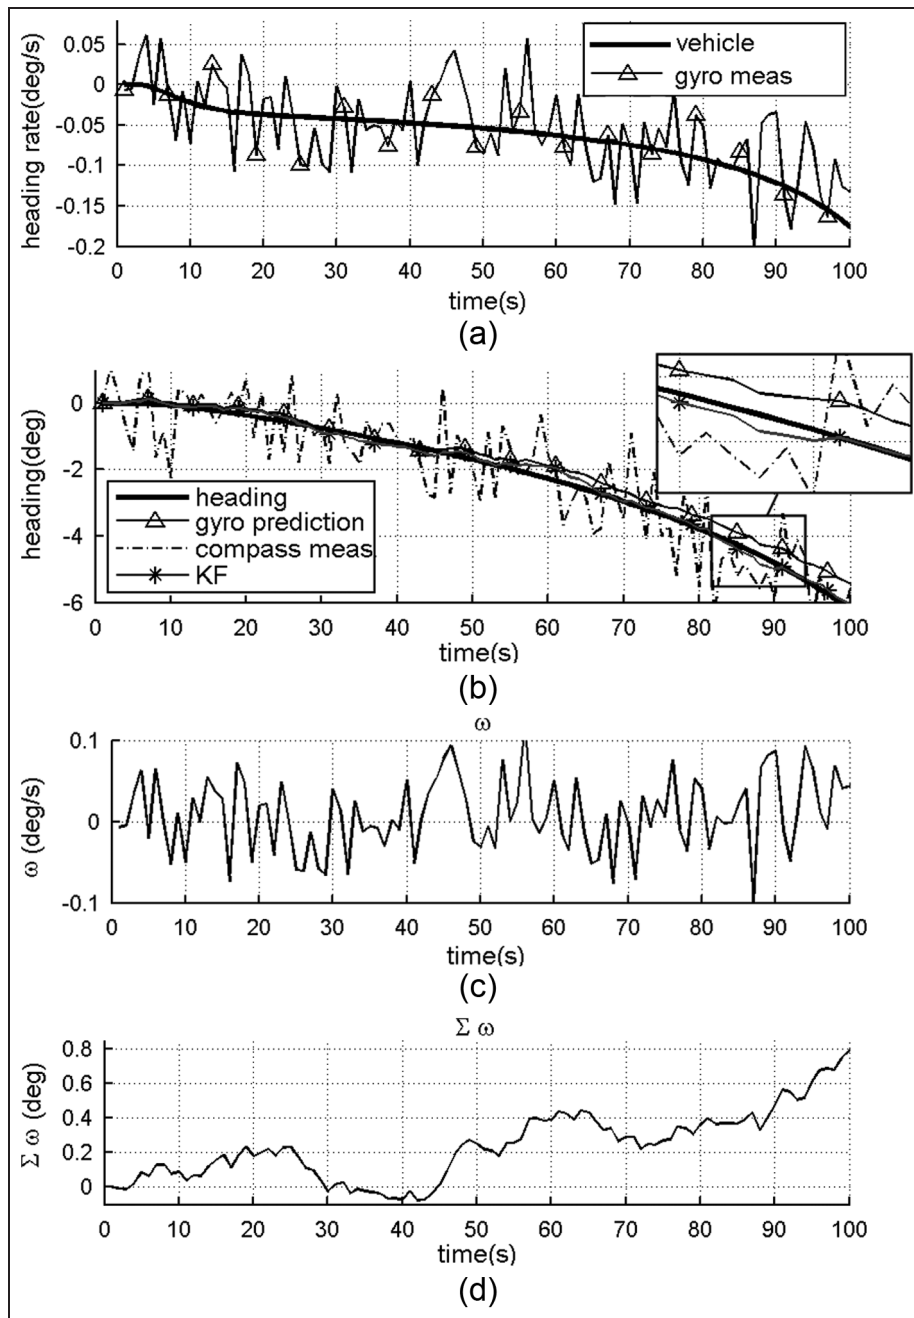 heading rate(deg/s)
0.05
0
-0.05
-0.1
-0.15
-0.2
vehicle
gyro meas
0 10 20 30 40 50 60 70 80 90 100
time(s)
(a)
heading(deg)
0
-2
-4
-6
heading
gyro prediction
compass meas
KF
0 10 20 30 40 50 60 70 80 90 100
time(s)
(b)
ω
ω (deg/s)
0.1
0
-0.1
0 10 20 30 40 50 60 70 80 90 100
time(s)
(c)
Σ ω
Σ ω (deg)
0.8
0.6
0.4
0.2
0
0 10 20 30 40 50 60 70 80 90 100
time(s)
(d)